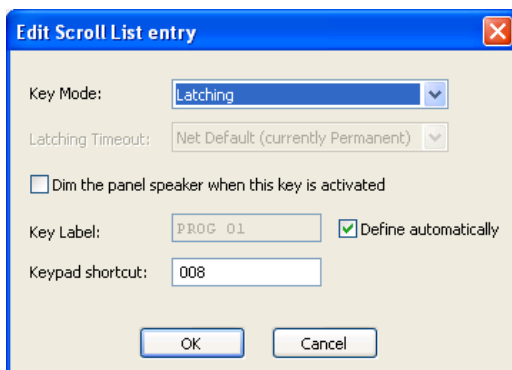 Edit Scroll List entry
Key Mode: Latching
Latching Timeout: Net Default (currently Permanent)
Dim the panel speaker when this key is activated
Key Label: PROG 01 Define automatically
Keypad shortcut: 008
OK Cancel